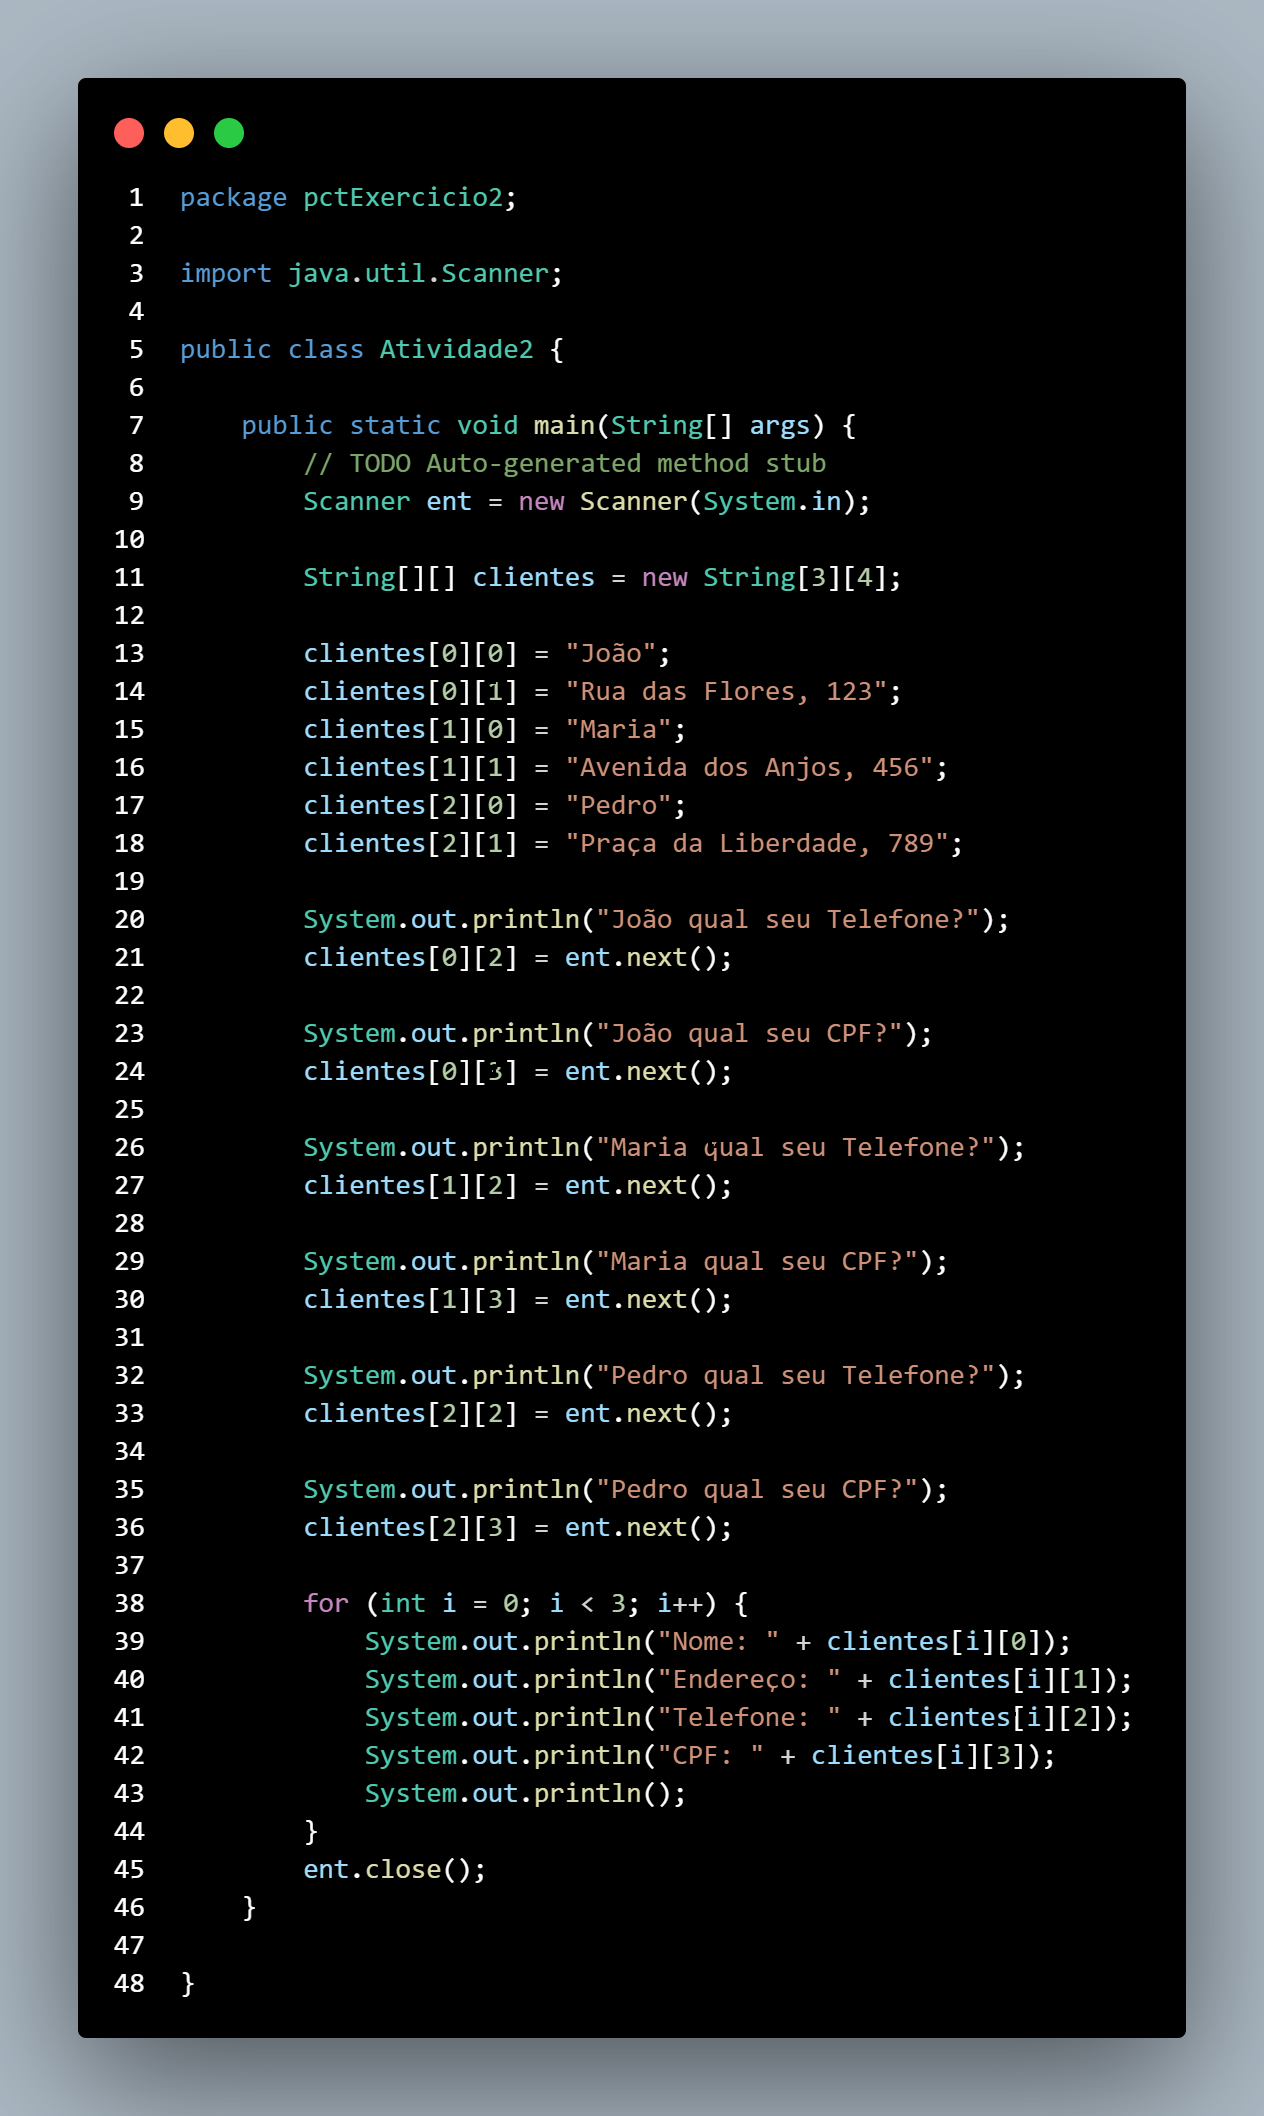 1 package pctExercicio2;
2
3 import java.util.Scanner;
4
5 public class Atividade2 {
6
7     public static void main(String[] args) {
8         // TODO Auto-generated method stub
9         Scanner ent = new Scanner(System.in);
10
11         String[][] clientes = new String[3][4];
12
13         clientes[0][0] = "João";
14         clientes[0][1] = "Rua das Flores, 123";
15         clientes[1][0] = "Maria";
16         clientes[1][1] = "Avenida dos Anjos, 456";
17         clientes[2][0] = "Pedro";
18         clientes[2][1] = "Praça da Liberdade, 789";
19
20         System.out.println("João qual seu Telefone?");
21         clientes[0][2] = ent.next();
22
23         System.out.println("João qual seu CPF?");
24         clientes[0][3] = ent.next();
25
26         System.out.println("Maria qual seu Telefone?");
27         clientes[1][2] = ent.next();
28
29         System.out.println("Maria qual seu CPF?");
30         clientes[1][3] = ent.next();
31
32         System.out.println("Pedro qual seu Telefone?");
33         clientes[2][2] = ent.next();
34
35         System.out.println("Pedro qual seu CPF?");
36         clientes[2][3] = ent.next();
37
38         for (int i = 0; i < 3; i++) {
39             System.out.println("Nome: " + clientes[i][0]);
40             System.out.println("Endereço: " + clientes[i][1]);
41             System.out.println("Telefone: " + clientes[i][2]);
42             System.out.println("CPF: " + clientes[i][3]);
43             System.out.println();
44         }
45         ent.close();
46     }
47
48 }